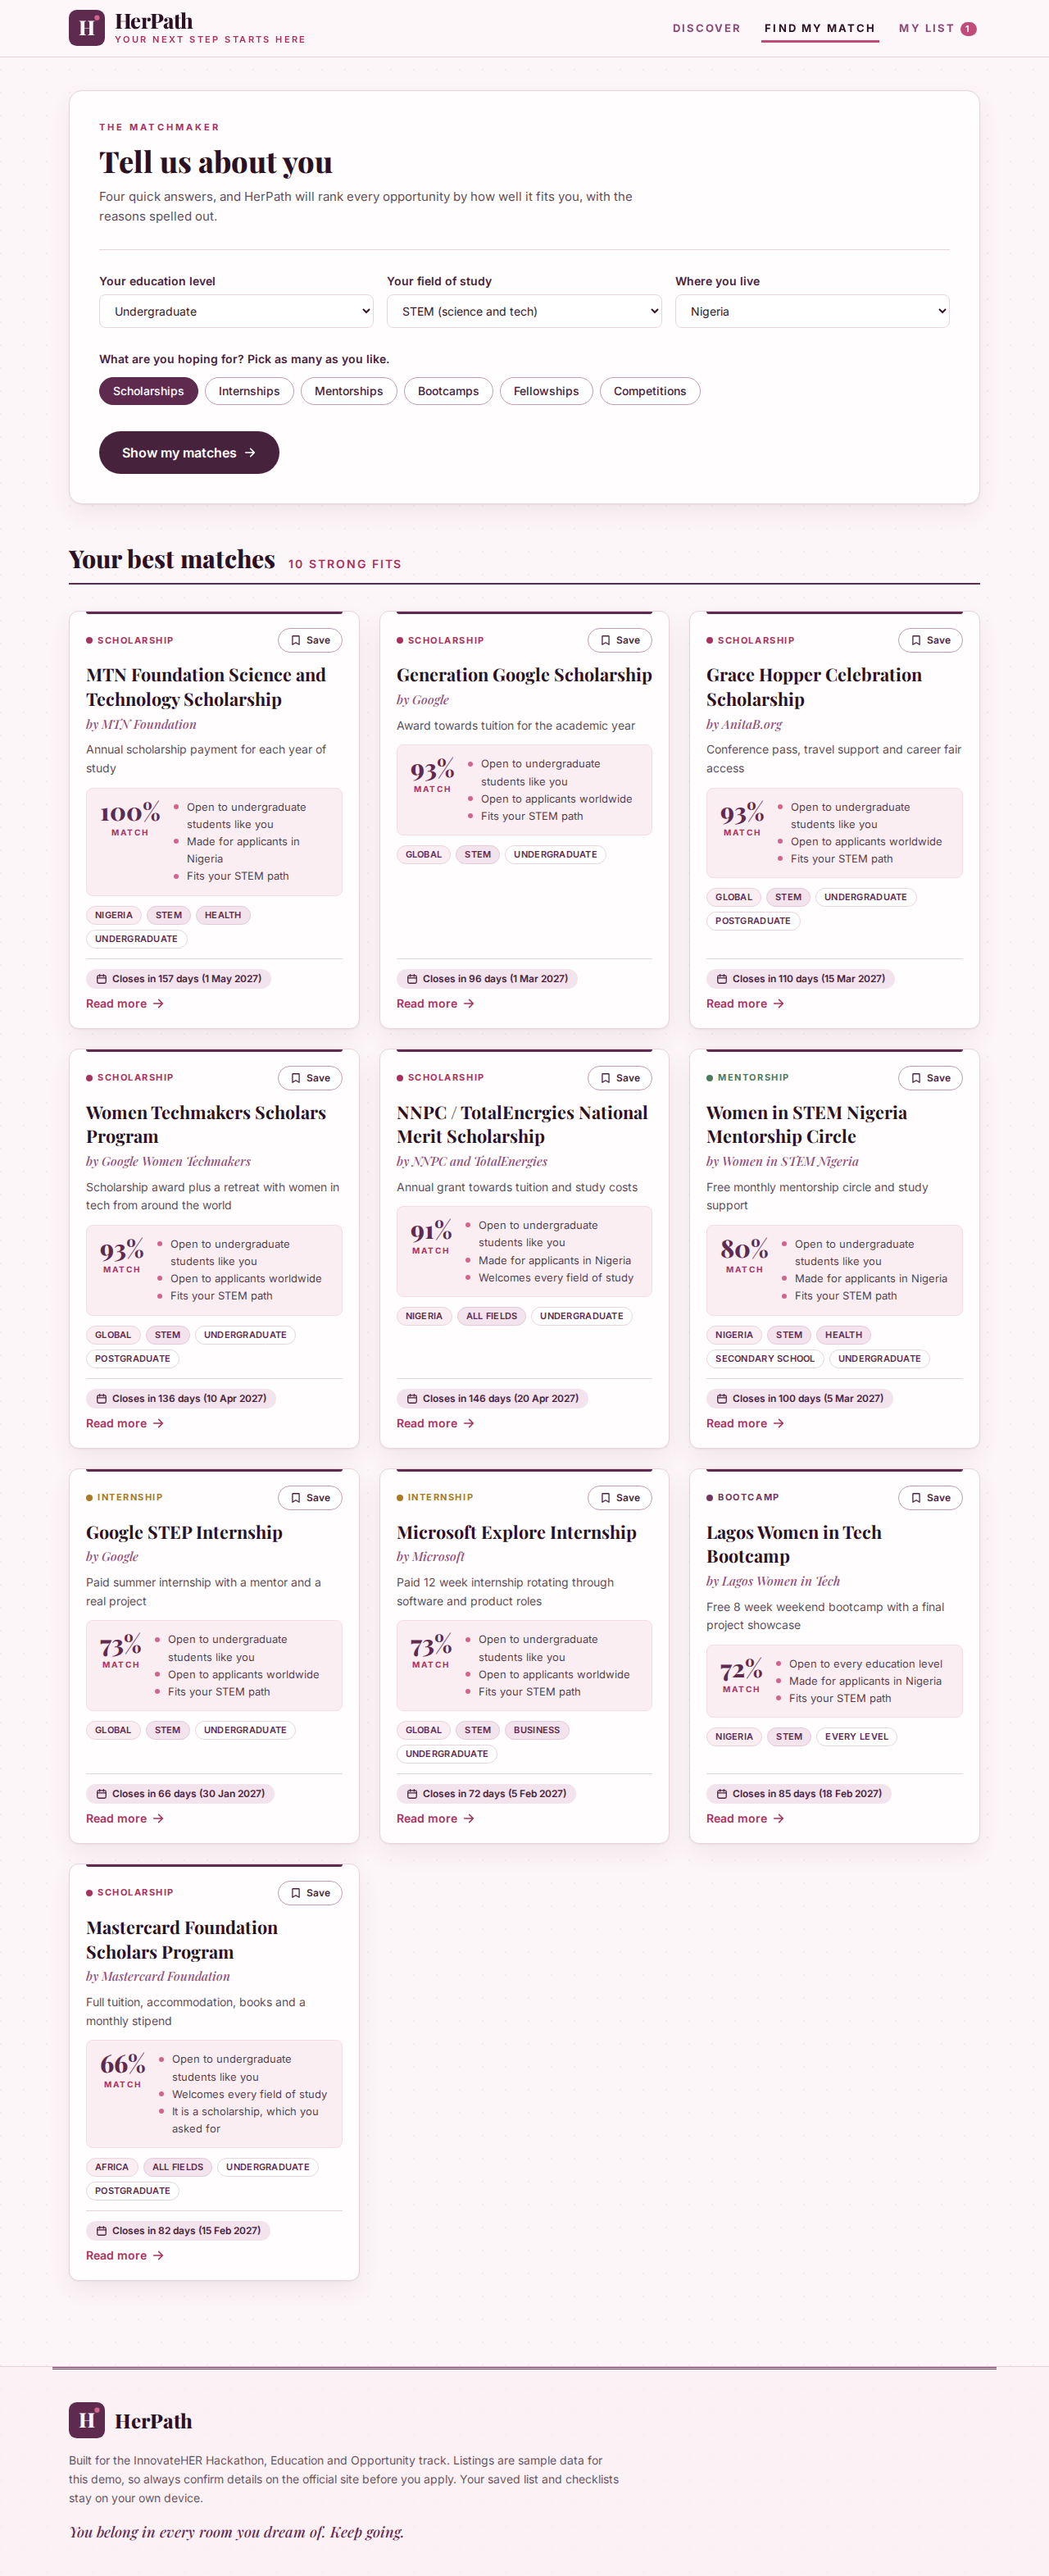 H
HerPath
YOUR NEXT STEP STARTS HERE
DISCOVER
FIND MY MATCH
MY LIST 1
THE MATCHMAKER
Tell us about you
Four quick answers, and HerPath will rank every opportunity by how well it fits you, with the
reasons spelled out.
Your education level
Undergraduate
Your field of study
STEM (science and tech)
Where you live
Nigeria
What are you hoping for? Pick as many as you like.
Scholarships
Internships
Mentorships
Bootcamps
Fellowships
Competitions
Show my matches →
Your best matches
10 STRONG FITS
SCHOLARSHIP
Save
MTN Foundation Science and
Technology Scholarship
by MTN Foundation
Annual scholarship payment for each year of
study
100%
MATCH
Open to undergraduate
students like you
Made for applicants in
Nigeria
Fits your STEM path
NIGERIA
STEM
HEALTH
UNDERGRADUATE
Closes in 157 days (1 May 2027)
Read more →
SCHOLARSHIP
Save
Generation Google Scholarship
by Google
Award towards tuition for the academic year
93%
MATCH
Open to undergraduate
students like you
Open to applicants worldwide
Fits your STEM path
GLOBAL
STEM
UNDERGRADUATE
Closes in 96 days (1 Mar 2027)
Read more →
SCHOLARSHIP
Save
Grace Hopper Celebration
Scholarship
by AnitaB.org
Conference pass, travel support and career fair
access
93%
MATCH
Open to undergraduate
students like you
Open to applicants worldwide
Fits your STEM path
GLOBAL
STEM
UNDERGRADUATE
POSTGRADUATE
Closes in 110 days (15 Mar 2027)
Read more →
SCHOLARSHIP
Save
Women Techmakers Scholars
Program
by Google Women Techmakers
Scholarship award plus a retreat with women in
tech from around the world
93%
MATCH
Open to undergraduate
students like you
Open to applicants worldwide
Fits your STEM path
GLOBAL
STEM
UNDERGRADUATE
POSTGRADUATE
Closes in 136 days (10 Apr 2027)
Read more →
SCHOLARSHIP
Save
NNPC / TotalEnergies National
Merit Scholarship
by NNPC and TotalEnergies
Annual grant towards tuition and study costs
91%
MATCH
Open to undergraduate
students like you
Made for applicants in Nigeria
Welcomes every field of study
NIGERIA
ALL FIELDS
UNDERGRADUATE
Closes in 146 days (20 Apr 2027)
Read more →
MENTORSHIP
Save
Women in STEM Nigeria
Mentorship Circle
by Women in STEM Nigeria
Free monthly mentorship circle and study
support
80%
MATCH
Open to undergraduate
students like you
Made for applicants in Nigeria
Fits your STEM path
NIGERIA
STEM
HEALTH
SECONDARY SCHOOL
UNDERGRADUATE
Closes in 100 days (5 Mar 2027)
Read more →
INTERNSHIP
Save
Google STEP Internship
by Google
Paid summer internship with a mentor and a
real project
73%
MATCH
Open to undergraduate
students like you
Open to applicants worldwide
Fits your STEM path
GLOBAL
STEM
UNDERGRADUATE
Closes in 66 days (30 Jan 2027)
Read more →
INTERNSHIP
Save
Microsoft Explore Internship
by Microsoft
Paid 12 week internship rotating through
software and product roles
73%
MATCH
Open to undergraduate
students like you
Open to applicants worldwide
Fits your STEM path
GLOBAL
STEM
BUSINESS
UNDERGRADUATE
Closes in 72 days (5 Feb 2027)
Read more →
BOOTCAMP
Save
Lagos Women in Tech
Bootcamp
by Lagos Women in Tech
Free 8 week weekend bootcamp with a final
project showcase
72%
MATCH
Open to every education level
Made for applicants in Nigeria
Fits your STEM path
NIGERIA
STEM
EVERY LEVEL
Closes in 85 days (18 Feb 2027)
Read more →
SCHOLARSHIP
Save
Mastercard Foundation
Scholars Program
by Mastercard Foundation
Full tuition, accommodation, books and a
monthly stipend
66%
MATCH
Open to undergraduate
students like you
Welcomes every field of study
It is a scholarship, which you
asked for
AFRICA
ALL FIELDS
UNDERGRADUATE
POSTGRADUATE
Closes in 82 days (15 Feb 2027)
Read more →
H
HerPath
Built for the InnovateHER Hackathon, Education and Opportunity track. Listings are sample data for
this demo, so always confirm details on the official site before you apply. Your saved list and checklists
stay on your own device.
You belong in every room you dream of. Keep going.